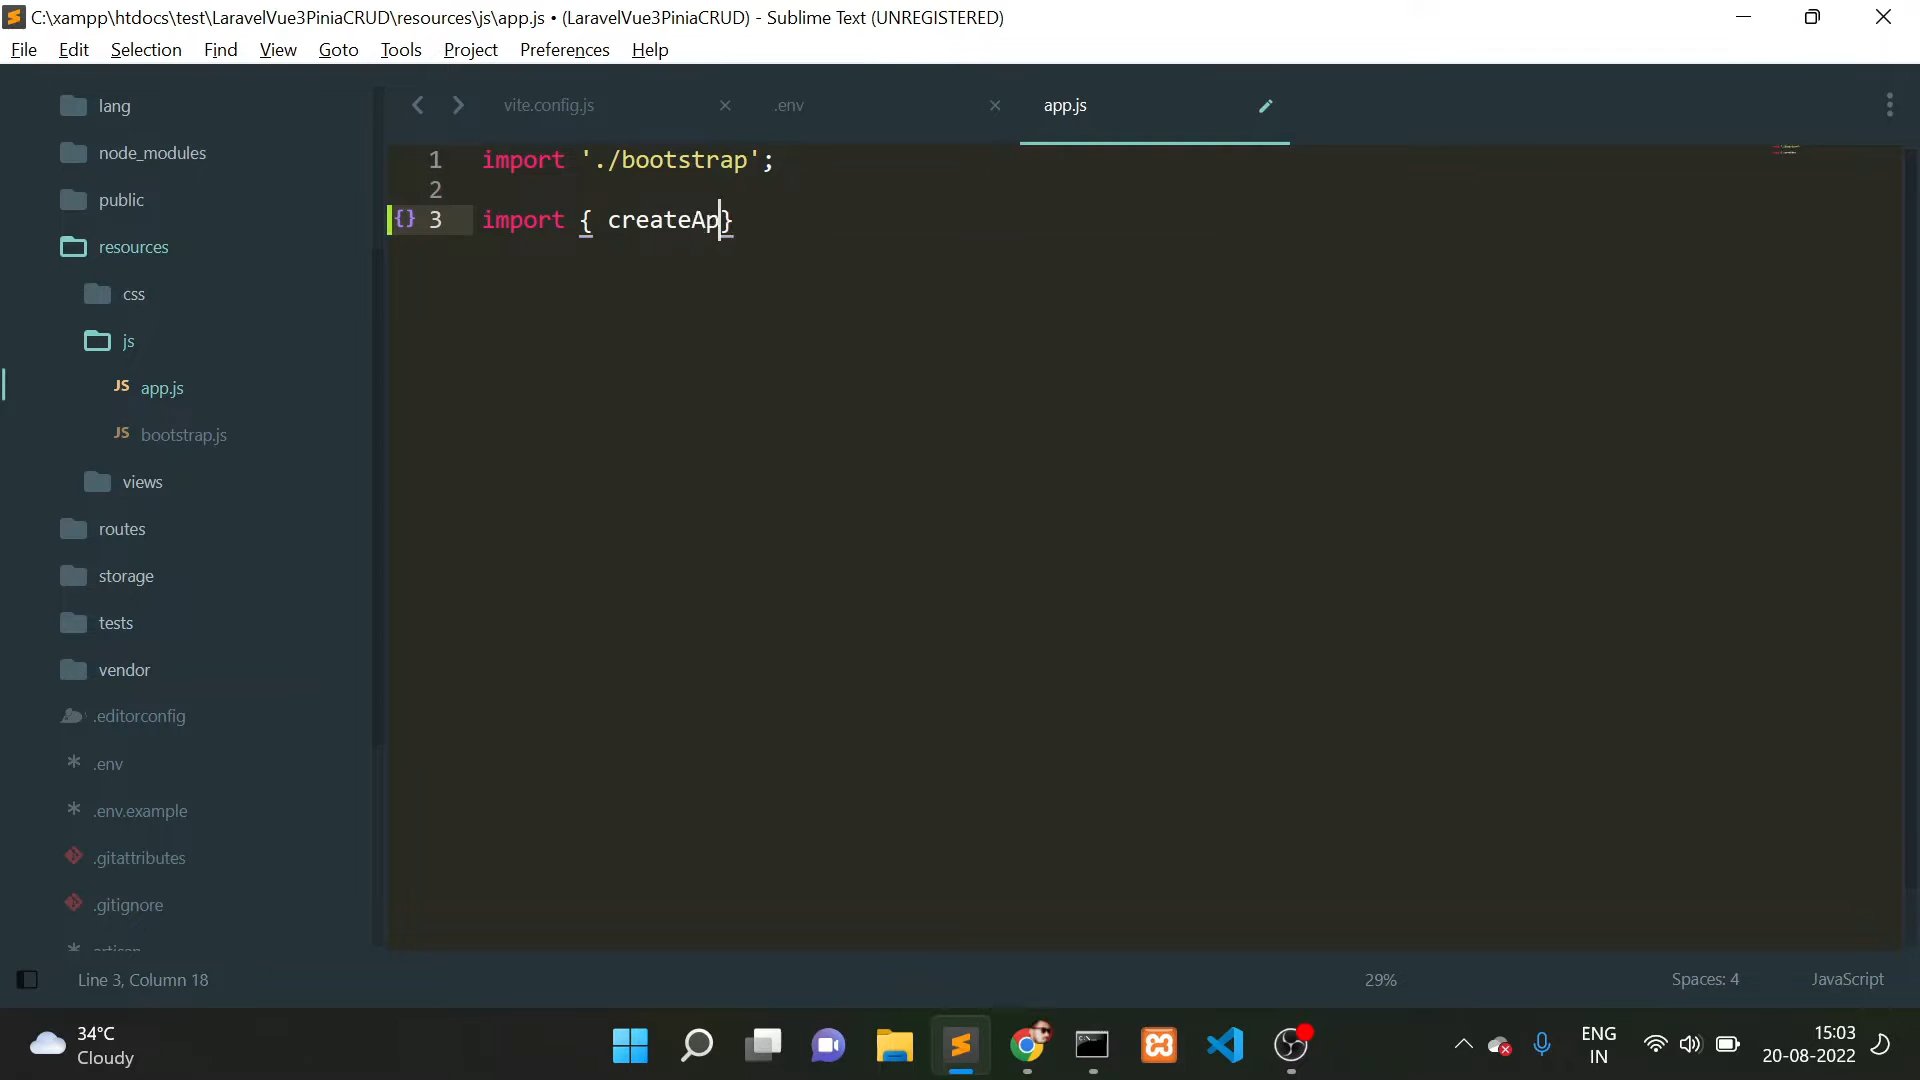 C:\xampp\htdocs\test\LaravelVue3PiniaCRUD\resources\js\app.js • (LaravelVue3PiniaCRUD) - Sublime Text (UNREGISTERED)
File Edit Selection Find View Goto Tools Project Preferences Help
vite.config.js .env app.js
lang
node_modules
public
resources
css
js
JS app.js
JS bootstrap.js
views
routes
storage
tests
vendor
.editorconfig
.env
.env.example
.gitattributes
.gitignore
artisan
1 import './bootstrap';
2
{} 3 import { createAp}
Line 3, Column 18 29% Spaces: 4 JavaScript
34°C
Cloudy
ENG
IN
15:03
20-08-2022